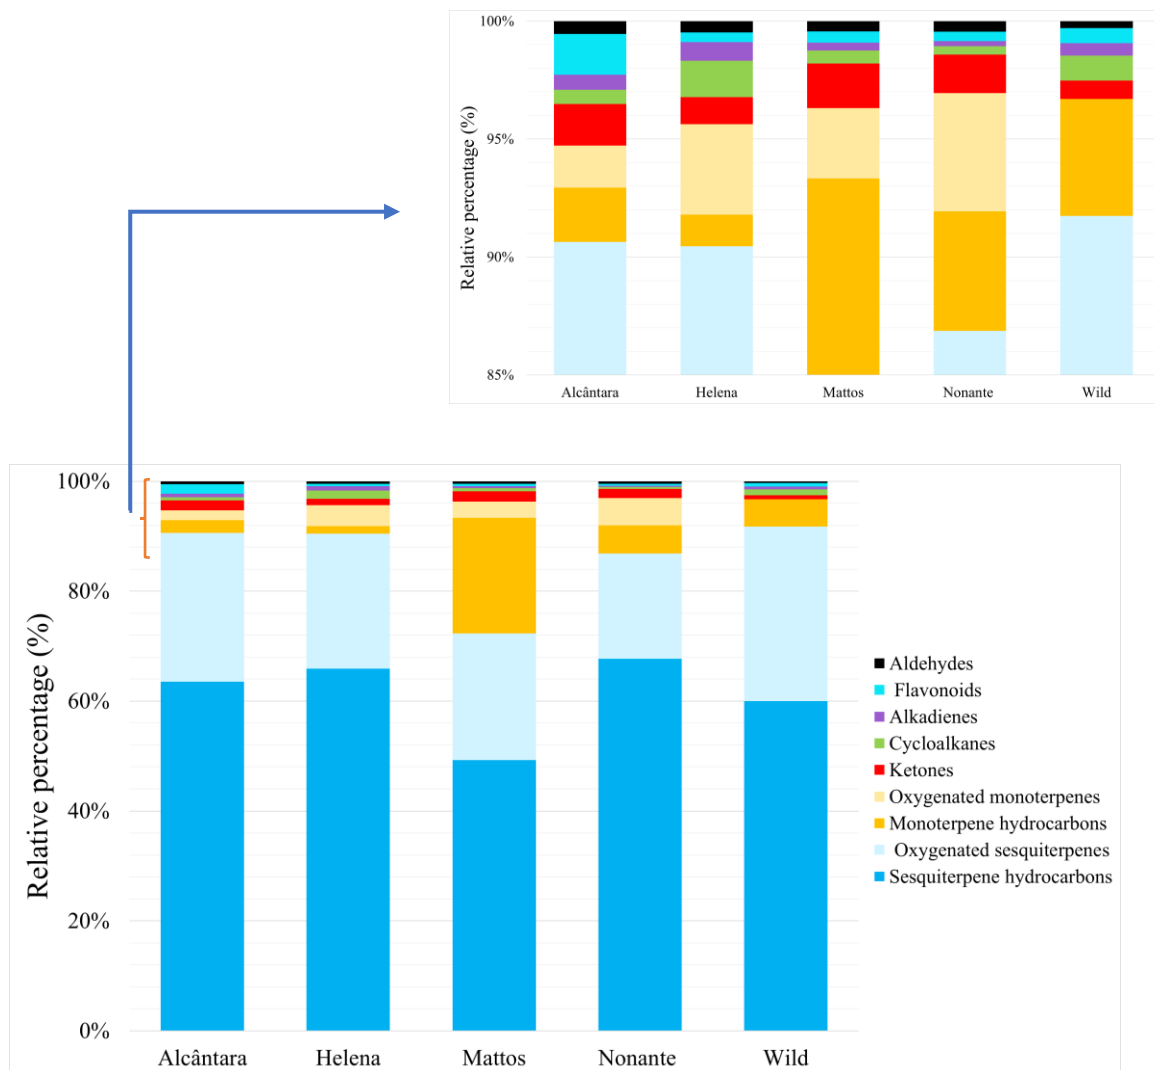 100%
95%
90%
85%
Relative percentage (%)
Alcântara Helena Mattos Nonante Wild
100%
80%
60%
40%
20%
0%
Relative percentage (%)
Alcântara Helena Mattos Nonante Wild
Aldehydes
Flavonoids
Alkadienes
Cycloalkanes
Ketones
Oxygenated monoterpenes
Monoterpene hydrocarbons
Oxygenated sesquiterpenes
Sesquiterpene hydrocarbons